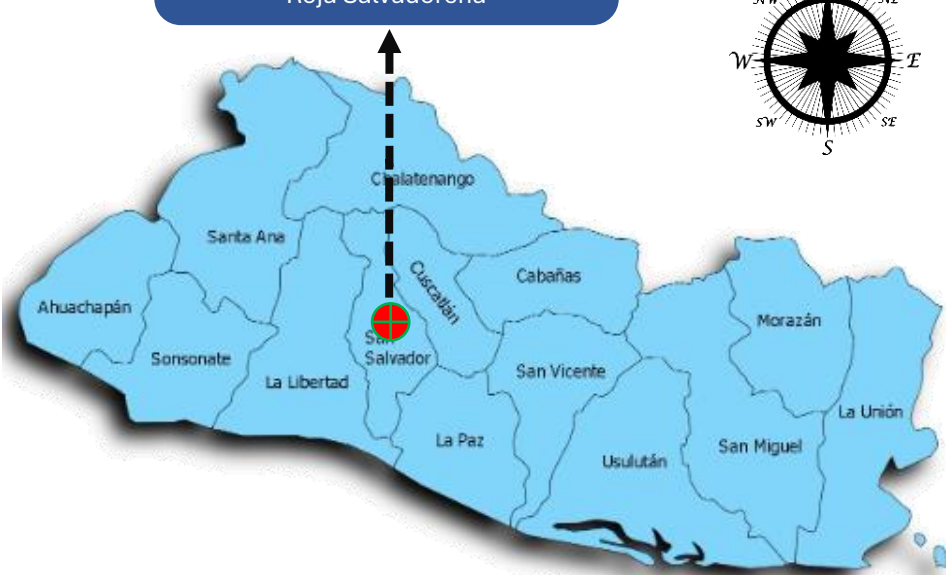 Roja Salvadoreña
NW
NE
W
E
SW
SE
S
Chalatenango
Santa Ana
Cuscatlán
Cabañas
Ahuachapán
Morazán
San
Salvador
Sonsonate
La Libertad
San Vicente
La Unión
La Paz
San Miguel
Usulután